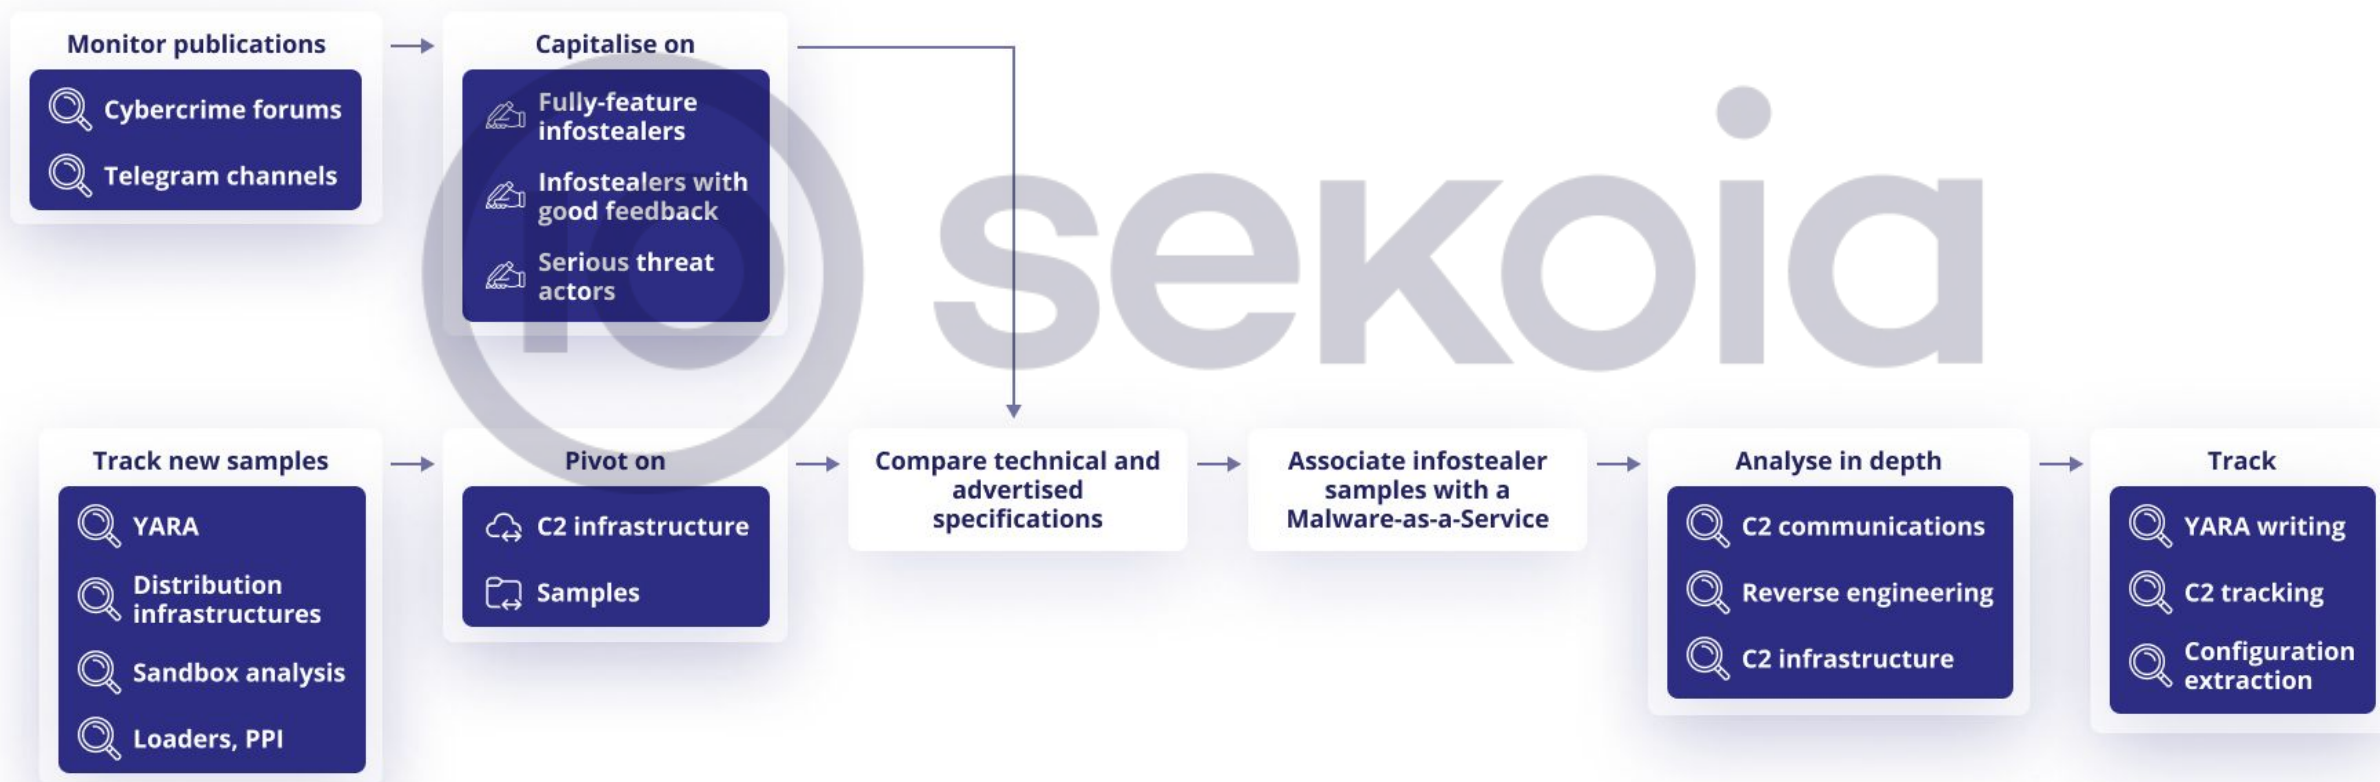 Monitor publications
Cybercrime forums
Telegram channels
Capitalise on
Fully-feature
infostealers
Infostealers with
good feedback
Serious threat
actors
sekoia
Track new samples
YARA
Distribution
infrastructures
Sandbox analysis
Loaders, PPI
Pivot on
C2 infrastructure
Samples
Compare technical and
advertised
specifications
Associate infostealer
samples with a
Malware-as-a-Service
Analyse in depth
C2 communications
Reverse engineering
C2 infrastructure
Track
YARA writing
C2 tracking
Configuration
extraction